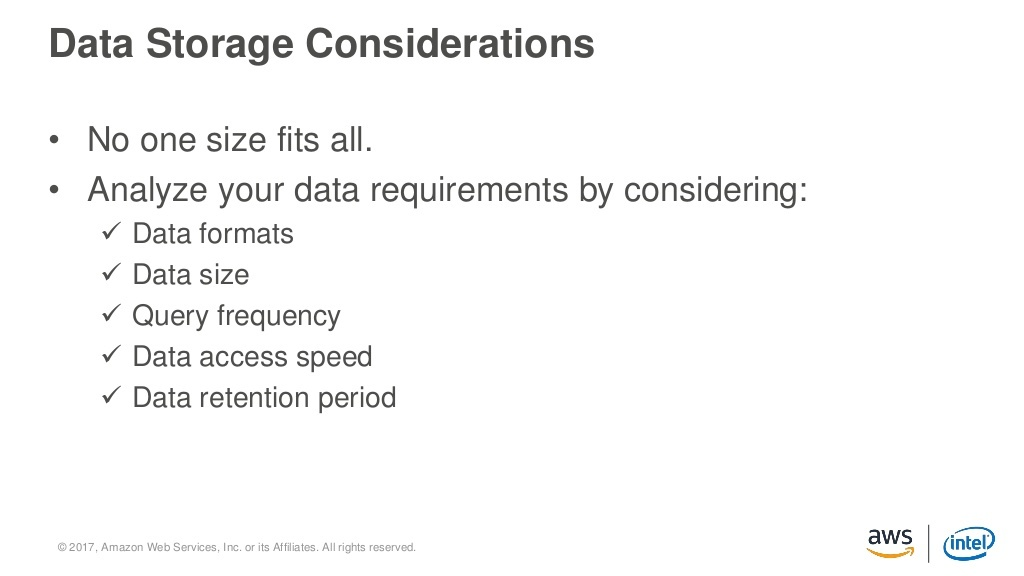 Data Storage Considerations
• No one size fits all.
• Analyze your data requirements by considering:
✓ Data formats
✓ Data size
✓ Query frequency
✓ Data access speed
✓ Data retention period
© 2017, Amazon Web Services, Inc. or its Affiliates. All rights reserved.
aws
intel